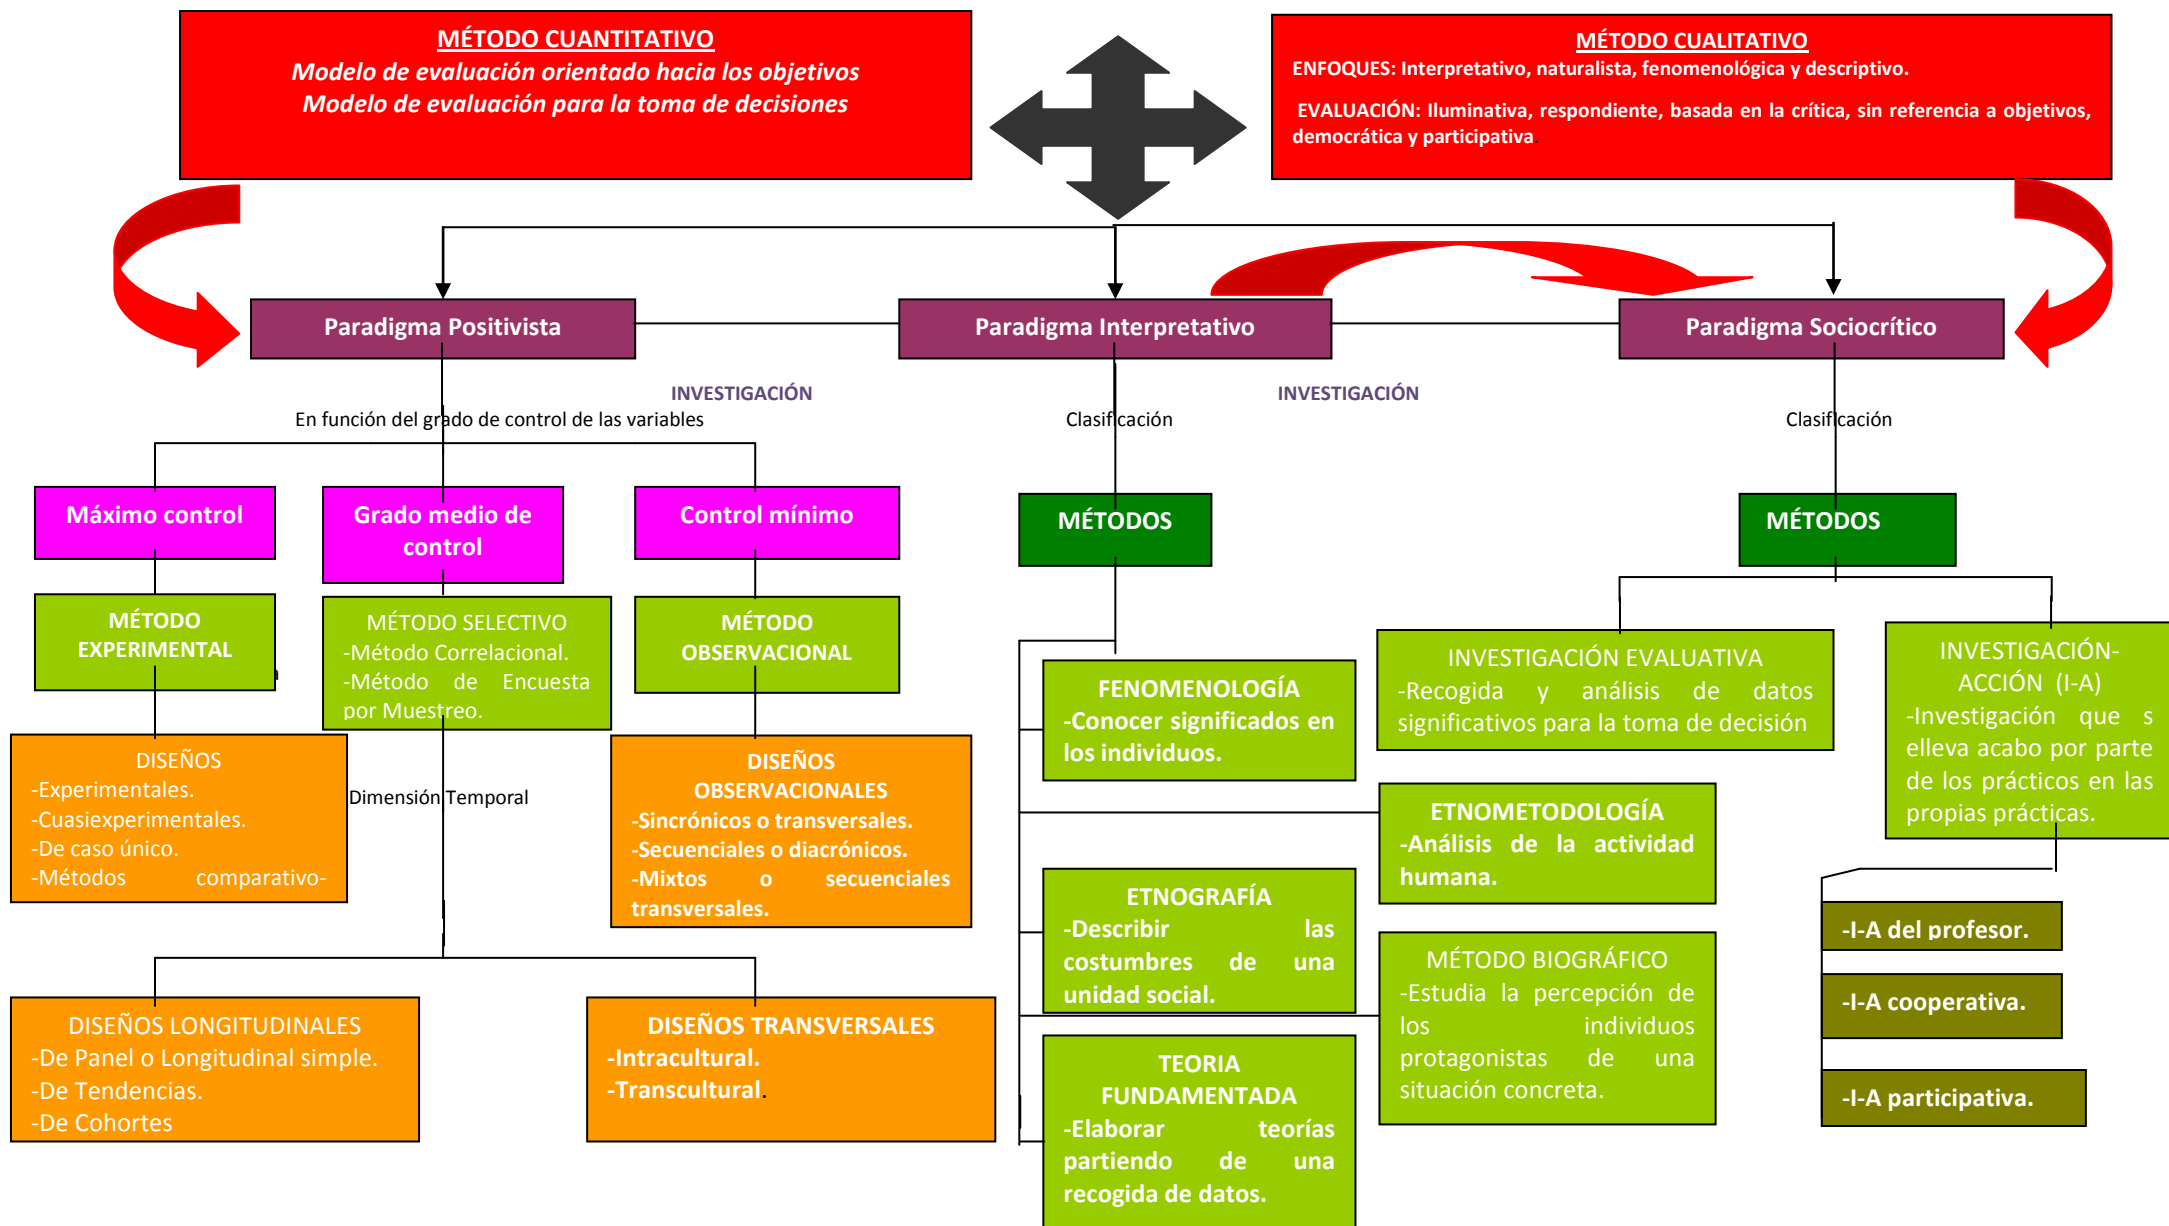 MÉTODO CUANTITATIVO
Modelo de evaluación orientado hacia los objetivos
Modelo de evaluación para la toma de decisiones
MÉTODO CUALITATIVO
ENFOQUES: Interpretativo, naturalista, fenomenológica y descriptivo.
EVALUACIÓN: Iluminativa, respondiente, basada en la crítica, sin referencia a objetivos,
democrática y participativa.
Paradigma Positivista
Paradigma Interpretativo
Paradigma Sociocrítico
INVESTIGACIÓN
INVESTIGACIÓN
En función del grado de control de las variables
Clasificación
Clasificación
Máximo control
Grado medio de
control
Control mínimo
MÉTODOS
MÉTODOS
MÉTODO
EXPERIMENTAL
MÉTODO SELECTIVO
-Método Correlacional.
-Método de Encuesta
por Muestreo.
MÉTODO
OBSERVACIONAL
DISEÑOS
-Experimentales.
-Cuasiexperimentales.
-De caso único.
-Métodos comparativo-
Dimensión Temporal
DISEÑOS
OBSERVACIONALES
-Sincrónicos o transversales.
-Secuenciales o diacrónicos.
-Mixtos o secuenciales
transversales.
DISEÑOS LONGITUDINALES
-De Panel o Longitudinal simple.
-De Tendencias.
-De Cohortes
DISEÑOS TRANSVERSALES
-Intracultural.
-Transcultural.
FENOMENOLOGÍA
-Conocer significados en
los individuos.
ETNOMETODOLOGÍA
-Análisis de la actividad
humana.
ETNOGRAFÍA
-Describir las
costumbres de una
unidad social.
MÉTODO BIOGRÁFICO
-Estudia la percepción de
los individuos
protagonistas de una
situación concreta.
TEORIA
FUNDAMENTADA
-Elaborar teorías
partiendo de una
recogida de datos.
INVESTIGACIÓN EVALUATIVA
-Recogida y análisis de datos
significativos para la toma de decisión
INVESTIGACIÓN-
ACCIÓN (I-A)
-Investigación que s
elleva acabo por parte
de los prácticos en las
propias prácticas.
-I-A del profesor.
-I-A cooperativa.
-I-A participativa.